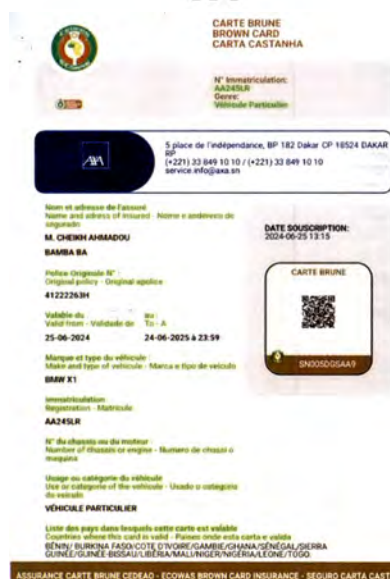 CARTE BRUNE
BROWN CARD
CARTA CASTANHA
N° Immatriculation:
AA245LR
Genre:
Véhicule Particulier
AXA
5 place de l'indépendance, BP 182 Dakar CP 18524 DAKAR
RP
(+221) 33 849 10 10 / (+221) 33 849 10 10
service.info@axa.sn
Nom et adresse de l'assuré
Name and adress of insured - Nome e andereis do
segurado
M. CHEIKH AHMADOU
BAMBA BA
DATE SOUSCRIPTION:
2024-06-25 13:15
Police Originale N° :
Original policy - Original apolice
41222263H
CARTE BRUNE
SN005DG5AA9
Valable du : au :
Valid from - Validade de To - A
25-06-2024 24-06-2025 à 23:59
Marque et type du véhicule :
Make and type of vehicule - Marca e tipo de veiculo
BMW X1
Immatriculation
Registration - Matricule
AA245LR
N° du chassis ou du moteur
Number of thassis or engine - Numero de chassi o
maquina
Usage ou catégorie du véhicule
Use or categorie of the vehicule - Usado o categoria
do veiculo
VÉHICULE PARTICULIER
Liste des pays dans lesquels cette carte est valable
Countries where this card is valid - Paises onde esta carta e valida
BÉNIN/ BURKINA FASO/COTE D'IVOIRE/GAMBIE/GHANA/SÉNÉGAL/SIERRA
GUINÉE/GUINÉE-BISSAU/LIBÉRIA/MALI/NIGER/NIGÉRIA/LEONE/TOGO
ASSURANCE CARTE BRUNE CEDEAO - ECOWAS BROWN CARD INSURANCE - SEGURO CARTA CAS